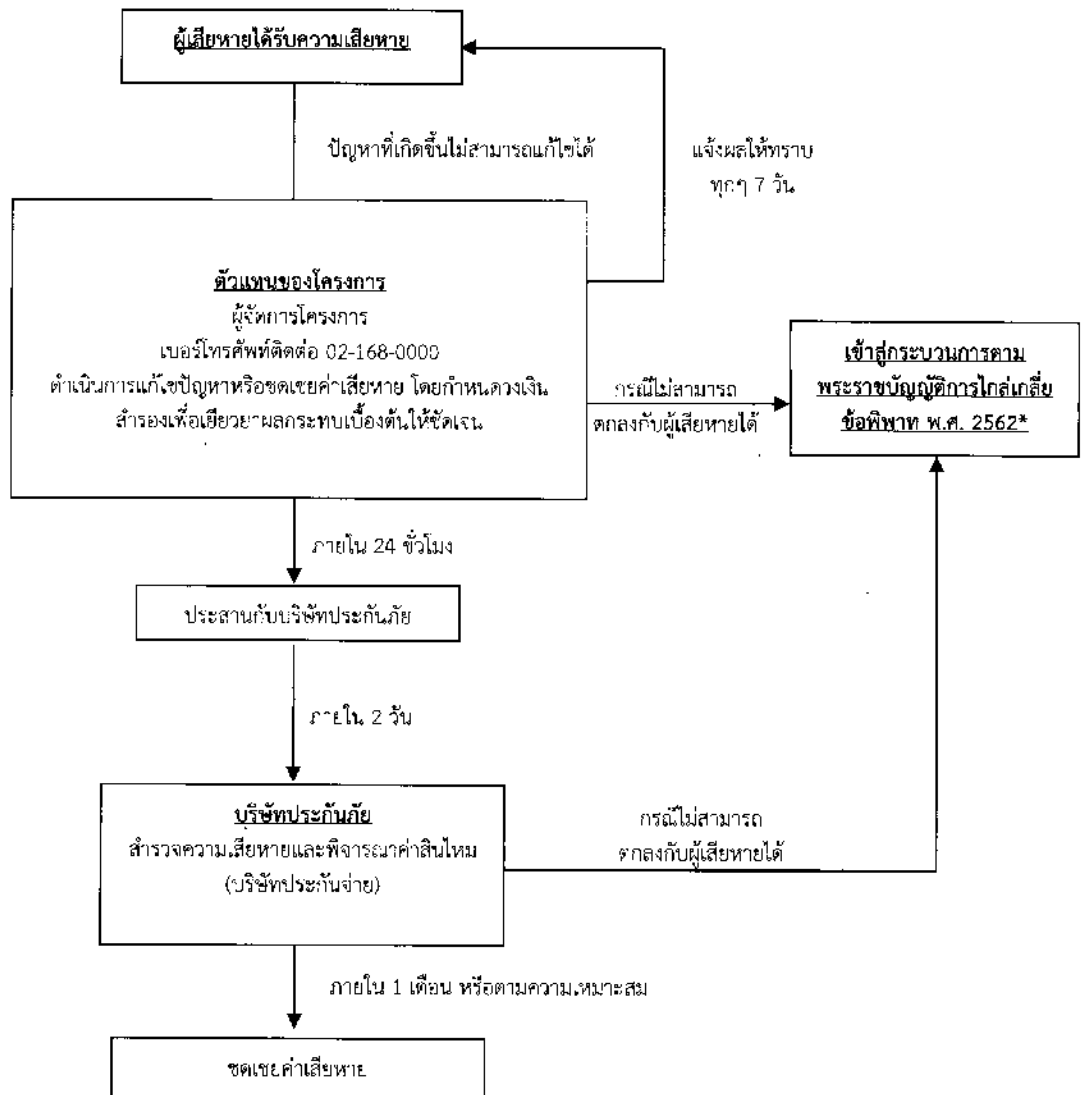 ผู้เสียหายได้รับความเสียหาย
ปัญหาที่เกิดขึ้นไม่สามารถแก้ไขได้
แจ้งผลให้ทราบ
ทุกๆ 7 วัน
ตัวแทนของโครงการ
ผู้จัดการโครงการ
เบอร์โทรศัพท์ติดต่อ 02-168-0000
ดำเนินการแก้ไขปัญหาหรือชดเชยค่าเสียหาย โดยกำหนดวงเงิน
สำรองเพื่อเยียวยาผลกระทบเบื้องต้นให้ชัดเจน
กรณีไม่สามารถ
ตกลงกับผู้เสียหายได้
เข้าสู่กระบวนการตาม
พระราชบัญญัติการไกล่เกลี่ย
ข้อพิพาท พ.ศ. 2562*
ภายใน 24 ชั่วโมง
ประสานกับบริษัทประกันภัย
ภายใน 2 วัน
บริษัทประกันภัย
สำรวจความเสียหายและพิจารณาค่าสินไหม
(บริษัทประกันจ่าย)
กรณีไม่สามารถ
ตกลงกับผู้เสียหายได้
ภายใน 1 เดือน หรือตามความเหมาะสม
ชดเชยค่าเสียหาย